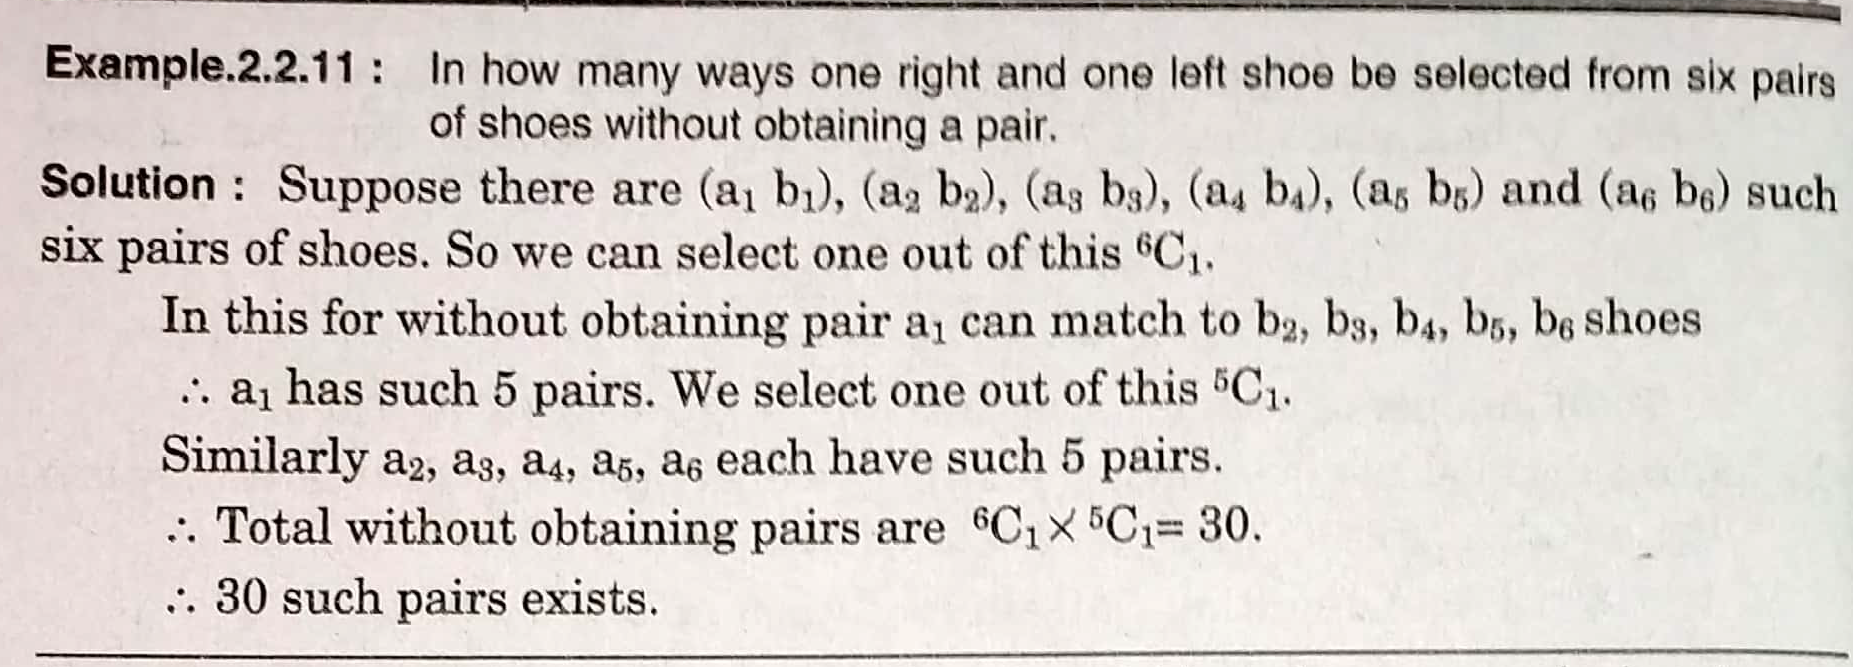 Example.2.2.11 : In how many ways one right and one left shoe be selected from six pairs
of shoes without obtaining a pair.
Solution : Suppose there are (a₁ b₁), (a₂ b₂), (a₃ b₃), (a₄ b₄), (a₅ b₅) and (a₆ b₆) such
six pairs of shoes. So we can select one out of this ⁶C₁.
In this for without obtaining pair a₁ can match to b₂, b₃, b₄, b₅, b₆ shoes
∴ a₁ has such 5 pairs. We select one out of this ⁵C₁.
Similarly a₂, a₃, a₄, a₅, a₆ each have such 5 pairs.
∴ Total without obtaining pairs are ⁶C₁ × ⁵C₁= 30.
∴ 30 such pairs exists.